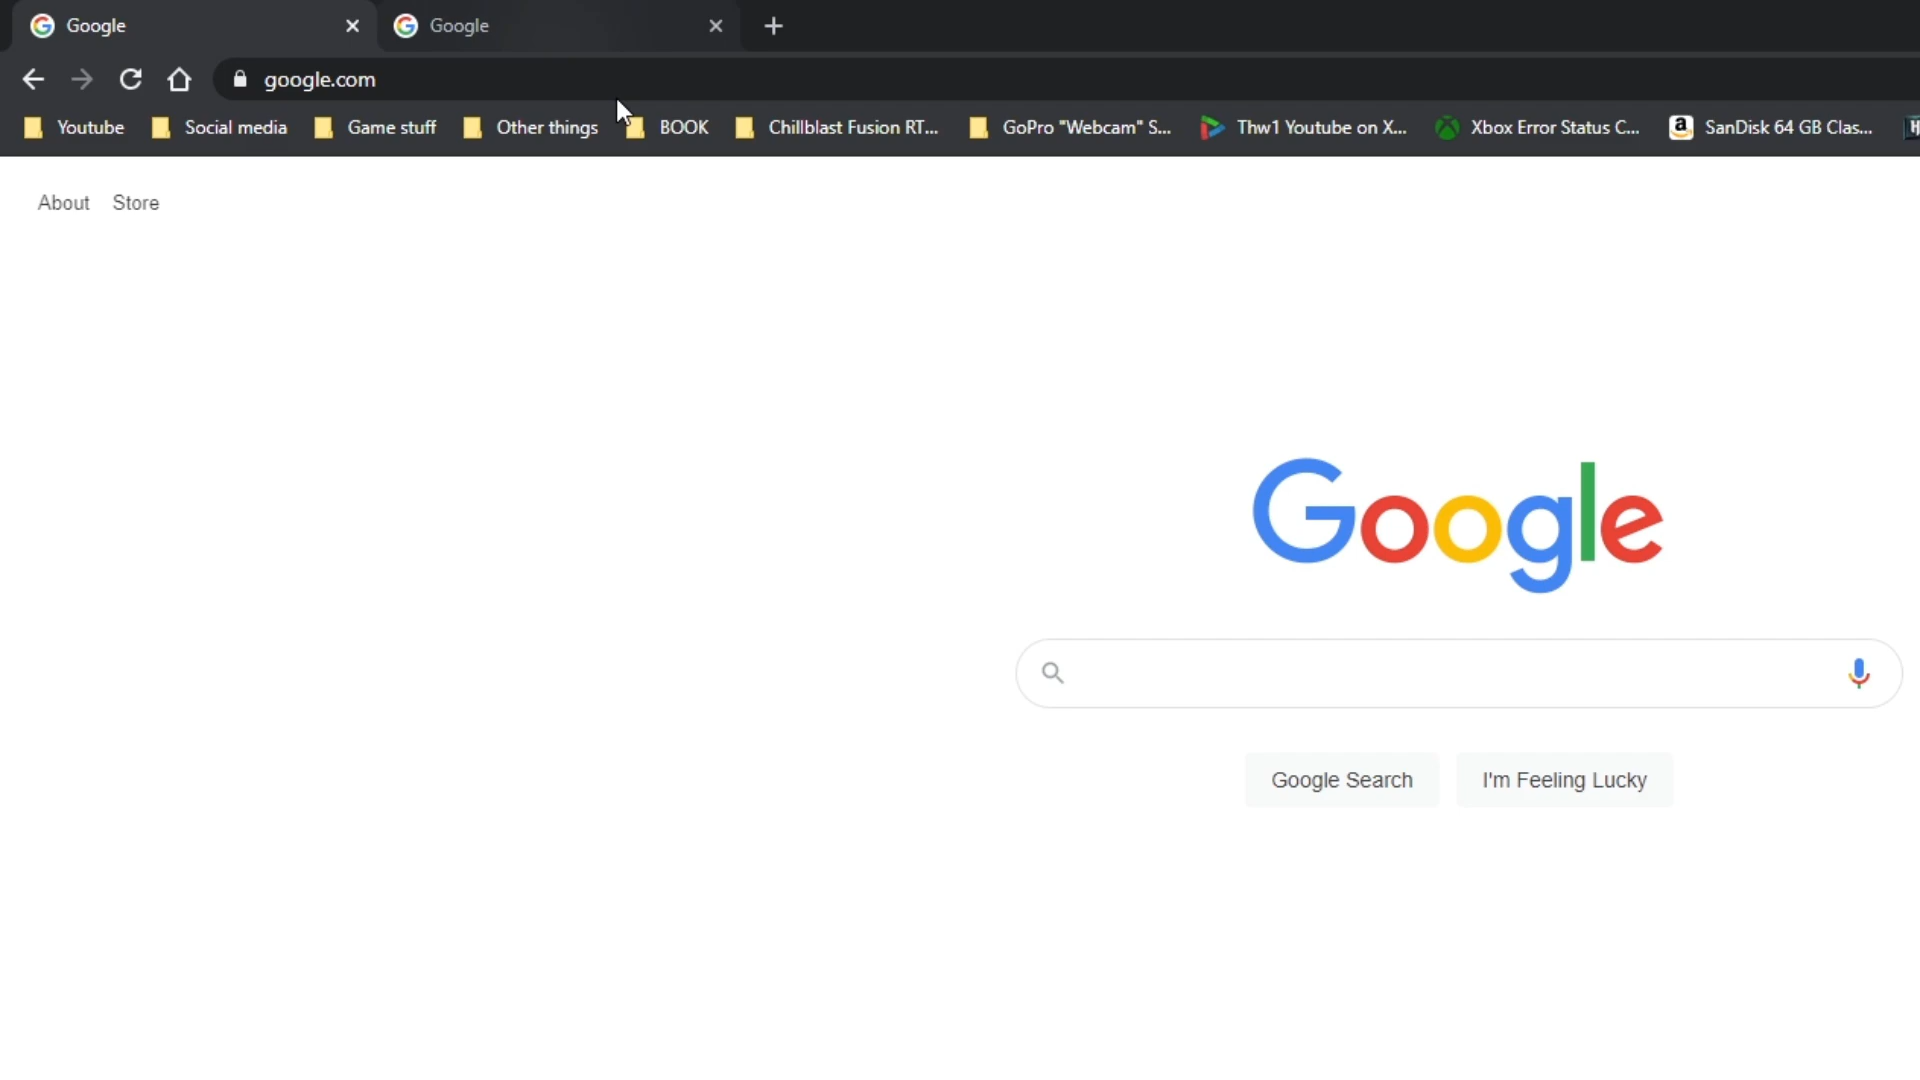 Google Google
google.com
Youtube Social media Game stuff Other things BOOK Chillblast Fusion RT... GoPro "Webcam" S... Thw1 Youtube on X... Xbox Error Status C... SanDisk 64 GB Clas...
About Store
Google
Google Search I'm Feeling Lucky